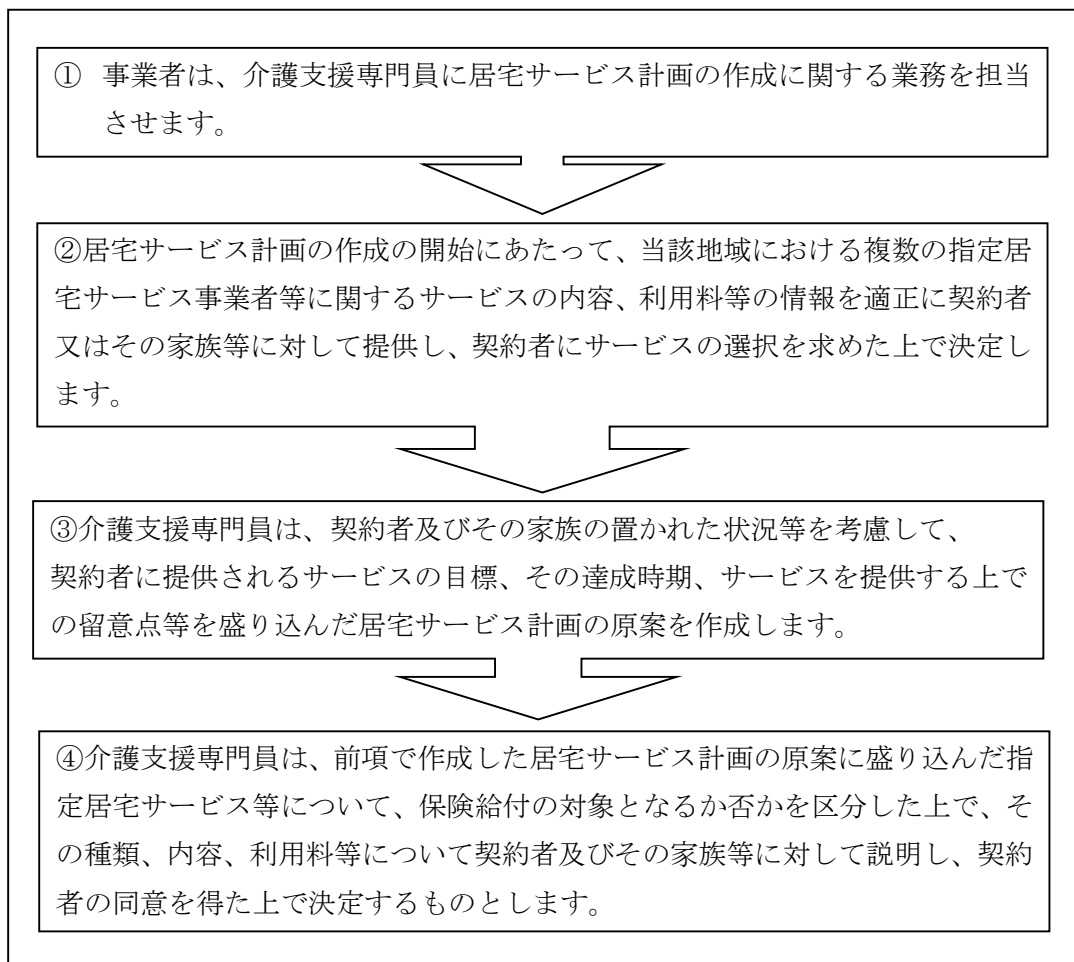 ① 事業者は、介護支援専門員に居宅サービス計画の作成に関する業務を担当
させます。
②居宅サービス計画の作成の開始にあたって、当該地域における複数の指定居
宅サービス事業者等に関するサービスの内容、利用料等の情報を適正に契約者
又はその家族等に対して提供し、契約者にサービスの選択を求めた上で決定し
ます。
③介護支援専門員は、契約者及びその家族の置かれた状況等を考慮して、
契約者に提供されるサービスの目標、その達成時期、サービスを提供する上で
の留意点等を盛り込んだ居宅サービス計画の原案を作成します。
④介護支援専門員は、前項で作成した居宅サービス計画の原案に盛り込んだ指
定居宅サービス等について、保険給付の対象となるか否かを区分した上で、そ
の種類、内容、利用料等について契約者及びその家族等に対して説明し、契約
者の同意を得た上で決定するものとします。